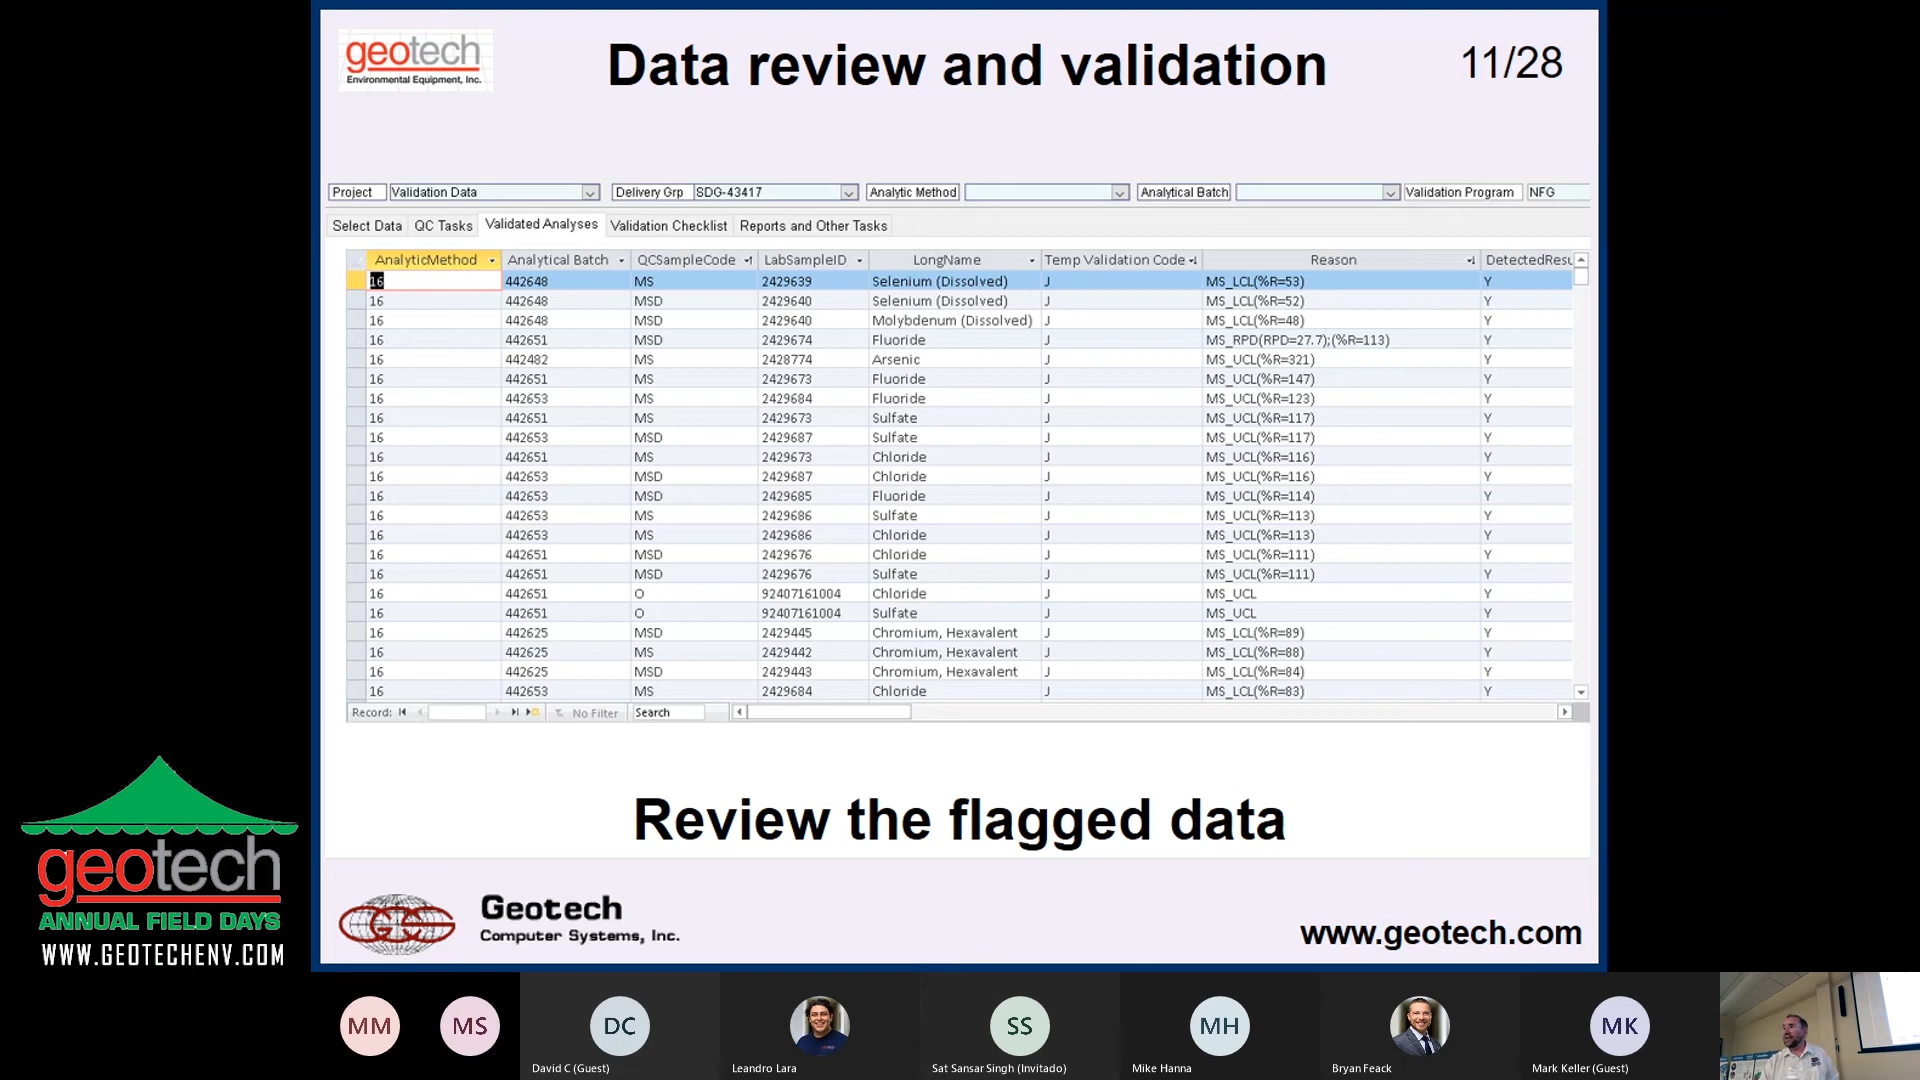 geotech
Environmental Equipment, Inc.
Data review and validation
11/28
Project Validation Data Delivery Grp SDG-43417 Analytic Method Analytical Batch Validation Program NFG
Select Data QC Tasks Validated Analyses Validation Checklist Reports and Other Tasks
AnalyticMethod Analytical Batch QCSampleCode LabSampleID LongName Temp Validation Code Reason DetectedResu
16 442648 MS 2429639 Selenium (Dissolved) J MS_LCL(%R=53) Y
16 442648 MSD 2429640 Selenium (Dissolved) J MS_LCL(%R=52) Y
16 442648 MSD 2429640 Molybdenum (Dissolved) J MS_LCL(%R=48) Y
16 442651 MSD 2429674 Fluoride J MS_RPD(RPD=27.7);(%R=113) Y
16 442482 MS 2428774 Arsenic J MS_UCL(%R=321) Y
16 442651 MS 2429673 Fluoride J MS_UCL(%R=147) Y
16 442653 MS 2429684 Fluoride J MS_UCL(%R=123) Y
16 442651 MS 2429673 Sulfate J MS_UCL(%R=117) Y
16 442653 MSD 2429687 Sulfate J MS_UCL(%R=117) Y
16 442651 MS 2429673 Chloride J MS_UCL(%R=116) Y
16 442653 MSD 2429687 Chloride J MS_UCL(%R=116) Y
16 442653 MSD 2429685 Fluoride J MS_UCL(%R=114) Y
16 442653 MS 2429686 Sulfate J MS_UCL(%R=113) Y
16 442653 MS 2429686 Chloride J MS_UCL(%R=113) Y
16 442651 MSD 2429676 Chloride J MS_UCL(%R=111) Y
16 442651 MSD 2429676 Sulfate J MS_UCL(%R=111) Y
16 442651 O 92407161004 Chloride J MS_UCL Y
16 442651 O 92407161004 Sulfate J MS_UCL Y
16 442625 MSD 2429445 Chromium, Hexavalent J MS_LCL(%R=89) Y
16 442625 MS 2429442 Chromium, Hexavalent J MS_LCL(%R=88) Y
16 442625 MSD 2429443 Chromium, Hexavalent J MS_LCL(%R=84) Y
16 442653 MS 2429684 Chloride J MS_LCL(%R=83) Y
Record: No Filter Search
Review the flagged data
GCS
Geotech
Computer Systems, Inc.
www.geotech.com
geotech
ANNUAL FIELD DAYS
WWW.GEOTECHENV.COM
MM MS DC SS MH MK
David C (Guest) Leandro Lara Sat Sansar Singh (Invitado) Mike Hanna Bryan Feack Mark Keller (Guest)